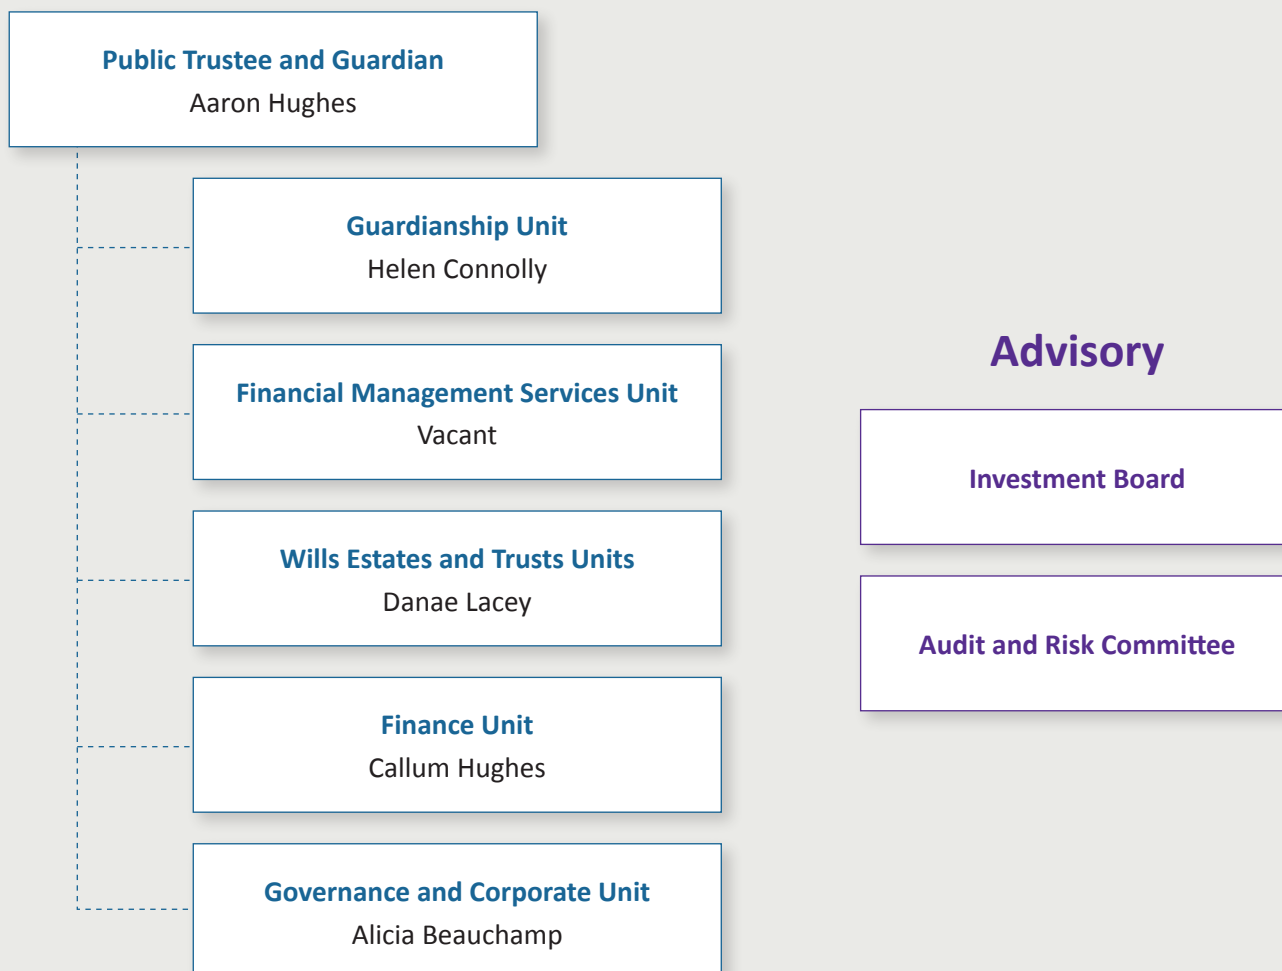 Public Trustee and Guardian
Aaron Hughes
Guardianship Unit
Helen Connolly
Financial Management Services Unit
Vacant
Wills Estates and Trusts Units
Danae Lacey
Finance Unit
Callum Hughes
Governance and Corporate Unit
Alicia Beauchamp
Advisory
Investment Board
Audit and Risk Committee